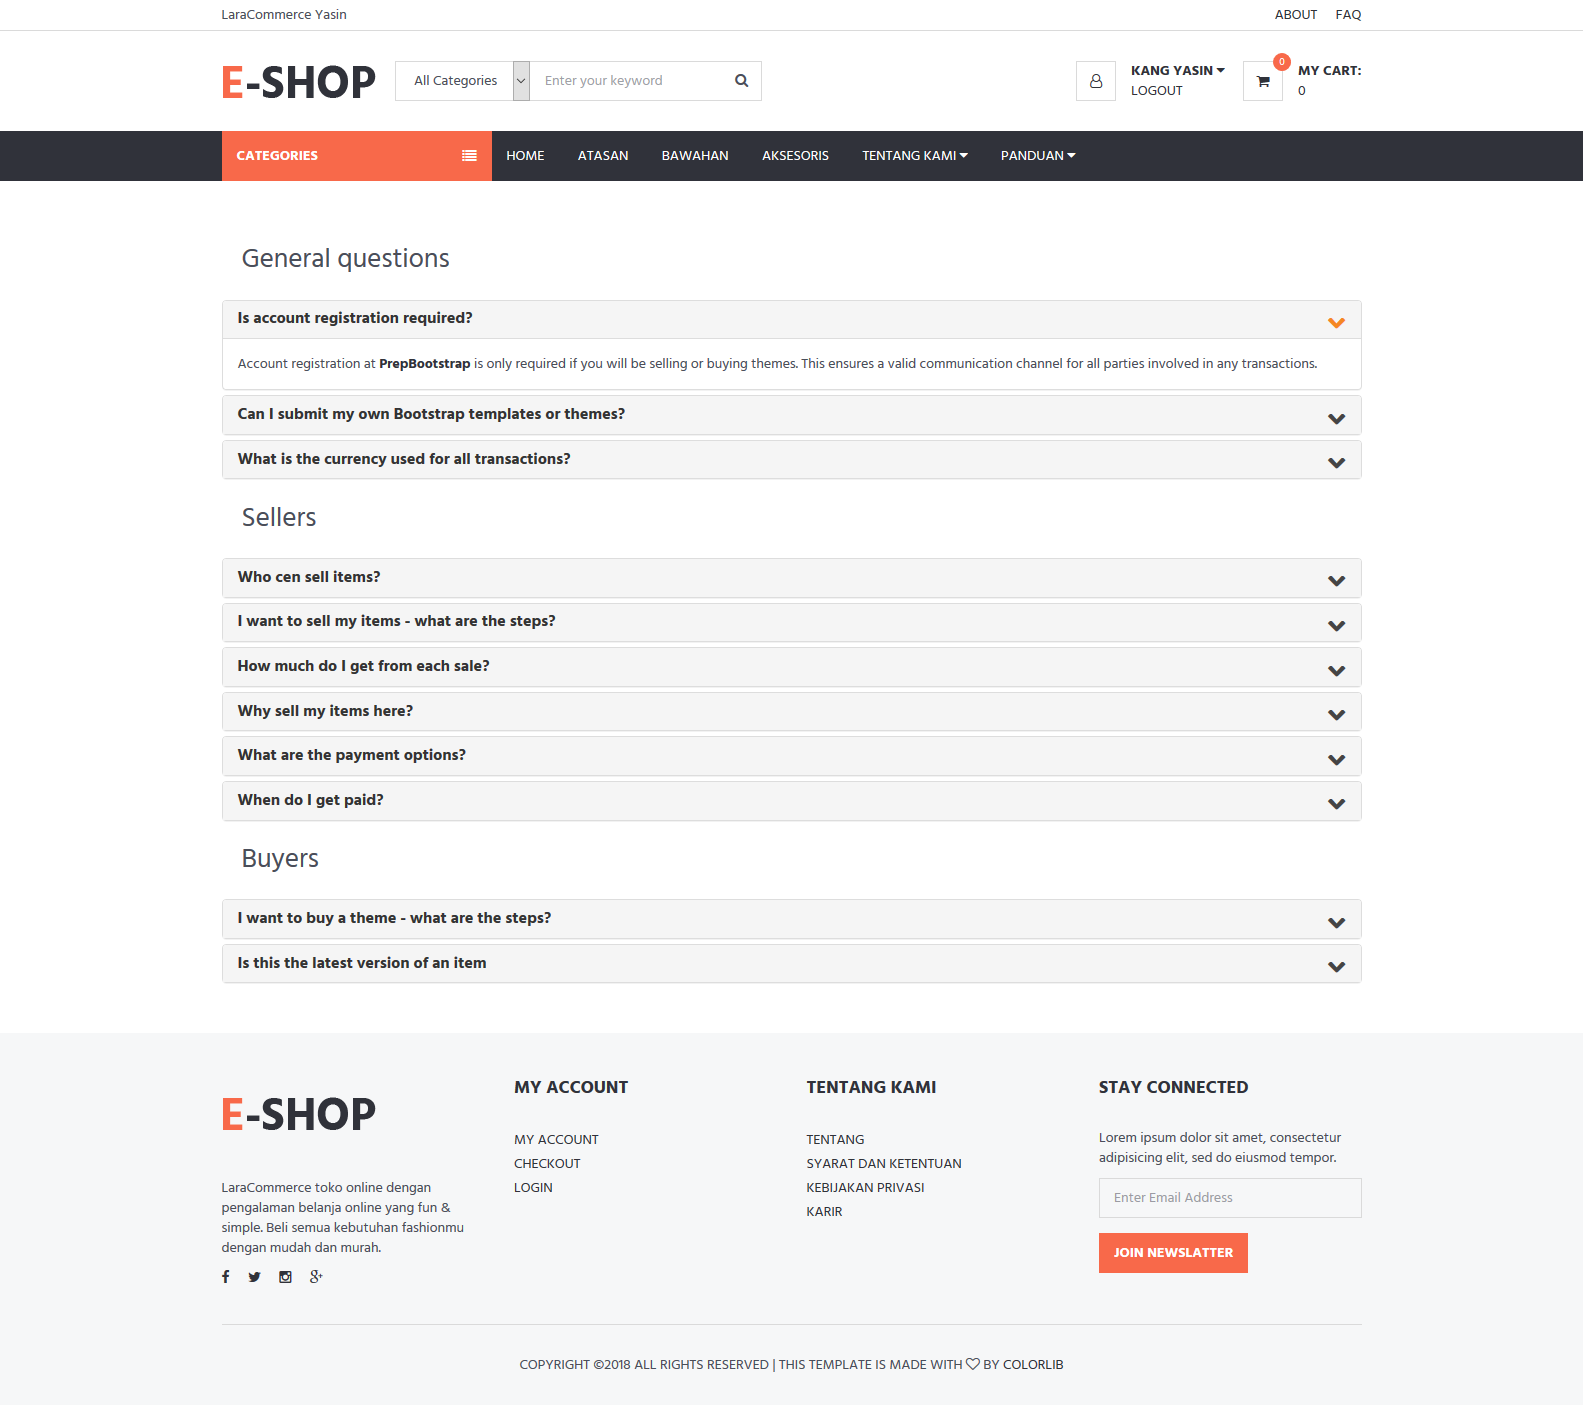 LaraCommerce Yasin
ABOUT FAQ
E-SHOP
All Categories
Enter your keyword
KANG YASIN
LOGOUT
0
MY CART:
0
CATEGORIES
HOME ATASAN BAWAHAN AKSESORIS TENTANG KAMI PANDUAN
General questions
Is account registration required?
Account registration at PrepBootstrap is only required if you will be selling or buying themes. This ensures a valid communication channel for all parties involved in any transactions.
Can I submit my own Bootstrap templates or themes?
What is the currency used for all transactions?
Sellers
Who cen sell items?
I want to sell my items - what are the steps?
How much do I get from each sale?
Why sell my items here?
What are the payment options?
When do I get paid?
Buyers
I want to buy a theme - what are the steps?
Is this the latest version of an item
E-SHOP
LaraCommerce toko online dengan
pengalaman belanja online yang fun &
simple. Beli semua kebutuhan fashionmu
dengan mudah dan murah.
MY ACCOUNT
MY ACCOUNT
CHECKOUT
LOGIN
TENTANG KAMI
TENTANG
SYARAT DAN KETENTUAN
KEBIJAKAN PRIVASI
KARIR
STAY CONNECTED
Lorem ipsum dolor sit amet, consectetur
adipisicing elit, sed do eiusmod tempor.
Enter Email Address
JOIN NEWSLATTER
COPYRIGHT ©2018 ALL RIGHTS RESERVED | THIS TEMPLATE IS MADE WITH ♡ BY COLORLIB